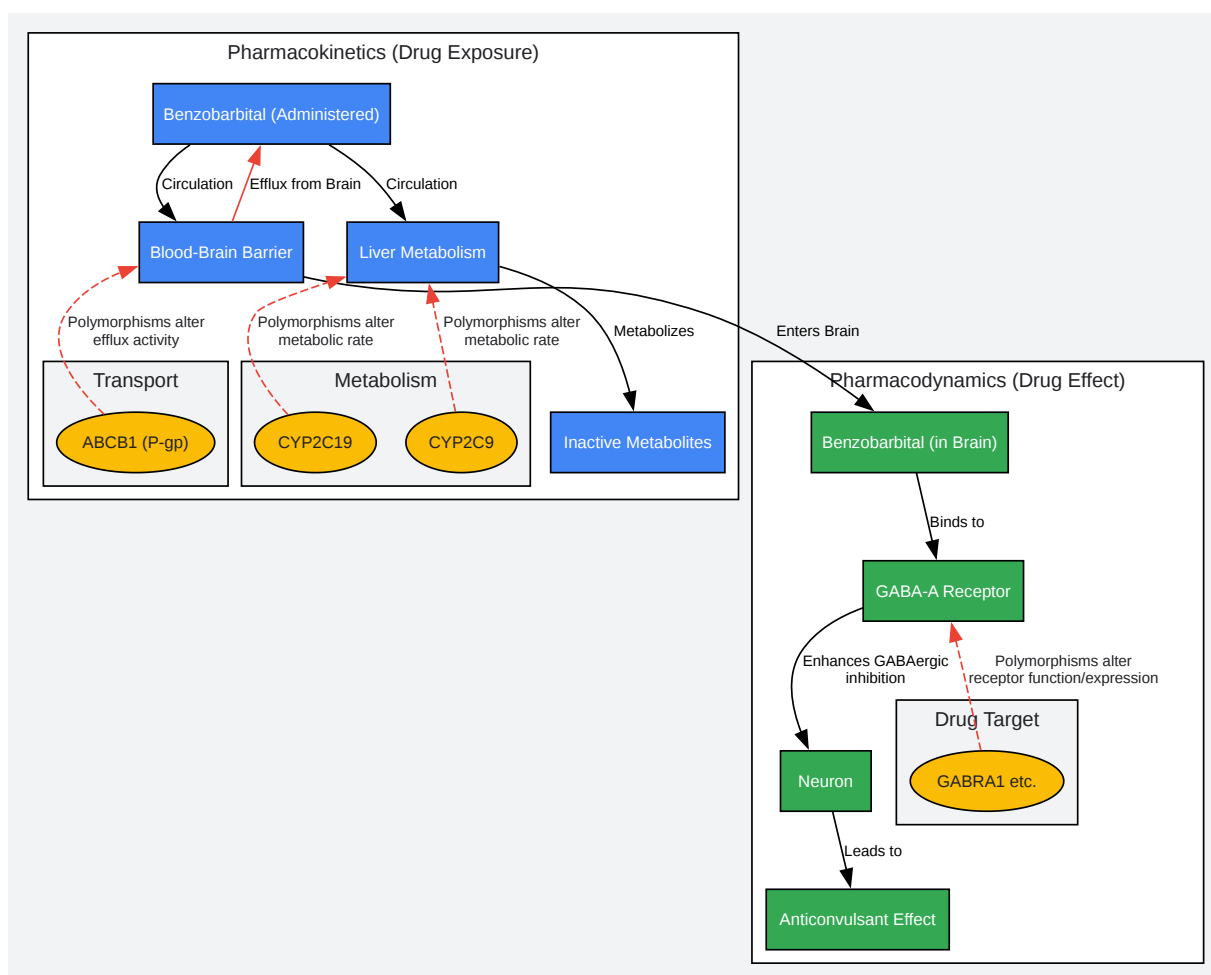 Pharmacokinetics (Drug Exposure)
Benzobarbital (Administered)
Circulation
Efflux from Brain
Circulation
Blood-Brain Barrier
Liver Metabolism
Polymorphisms alter
efflux activity
Polymorphisms alter
metabolic rate
Polymorphisms alter
metabolic rate
Metabolizes
Enters Brain
Transport
ABCB1 (P-gp)
Metabolism
CYP2C19
CYP2C9
Inactive Metabolites
Pharmacodynamics (Drug Effect)
Benzobarbital (in Brain)
Binds to
GABA-A Receptor
Enhances GABAergic
inhibition
Polymorphisms alter
receptor function/expression
Drug Target
GABRA1 etc.
Neuron
Leads to
Anticonvulsant Effect